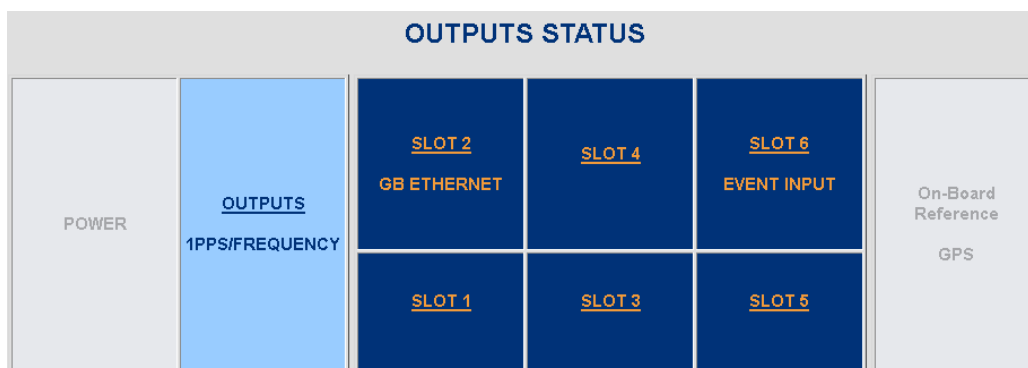 OUTPUTS STATUS
POWER
OUTPUTS
1PPS/FREQUENCY
SLOT 2
GB ETHERNET
SLOT 4
SLOT 6
EVENT INPUT
SLOT 1
SLOT 3
SLOT 5
On-Board
Reference
GPS